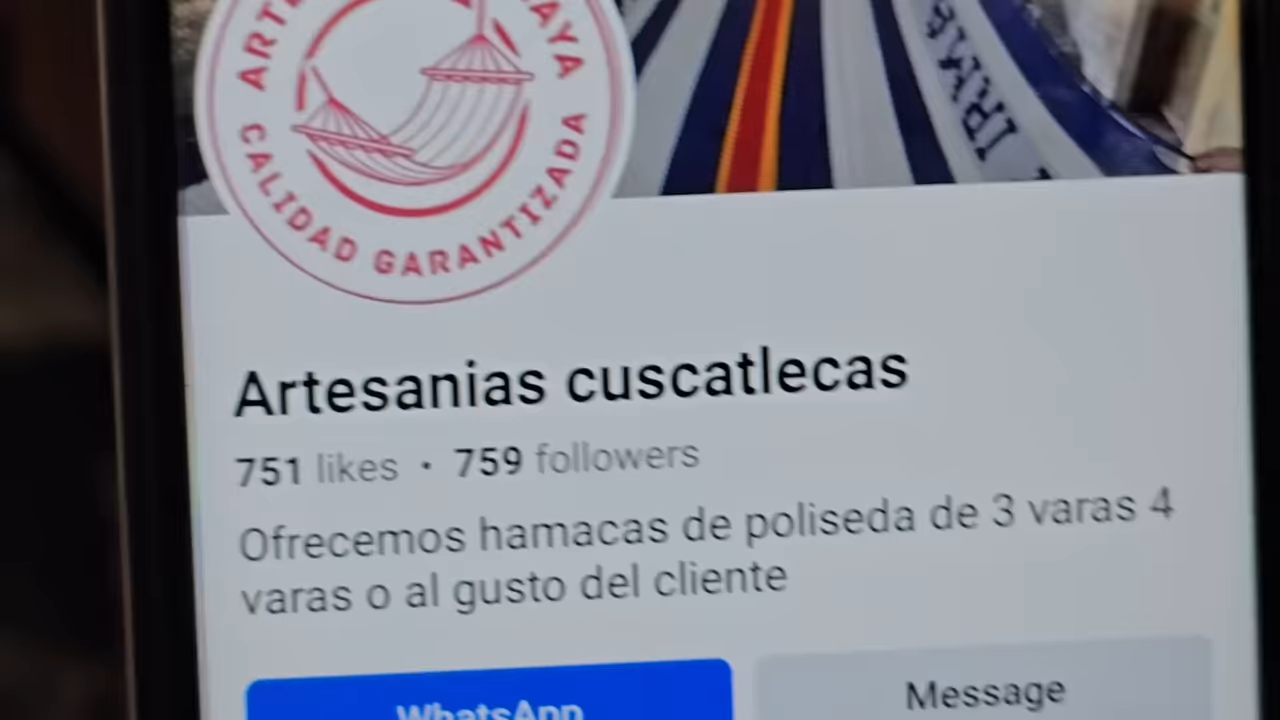 CALIDAD GARANTIZADA
Artesanias cuscatlecas
751 likes • 759 followers
Ofrecemos hamacas de poliseda de 3 varas 4
varas o al gusto del cliente
WhatsApp
Message